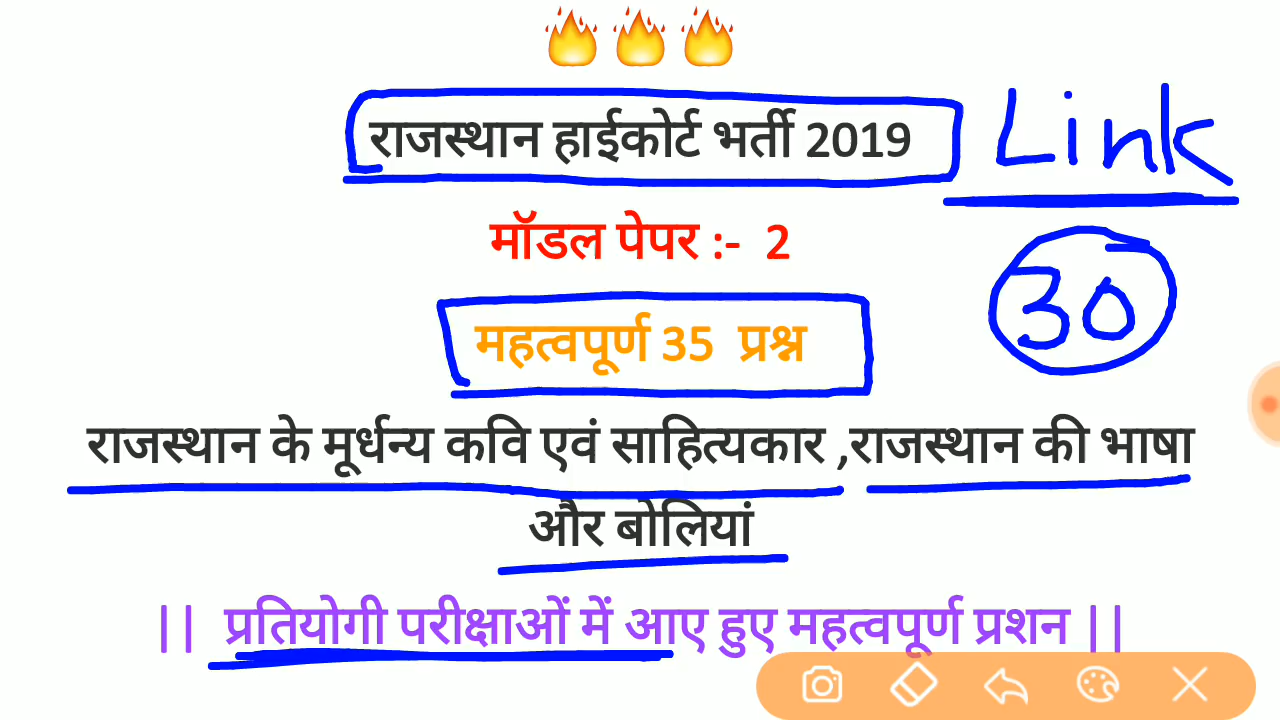 राजस्थान हाईकोर्ट भर्ती 2019
Link
मॉडल पेपर :- 2
30
महत्वपूर्ण 35 प्रश्न
राजस्थान के मूर्धन्य कवि एवं साहित्यकार ,राजस्थान की भाषा
और बोलियां
|| प्रतियोगी परीक्षाओं में आए हुए महत्वपूर्ण प्रशन ||